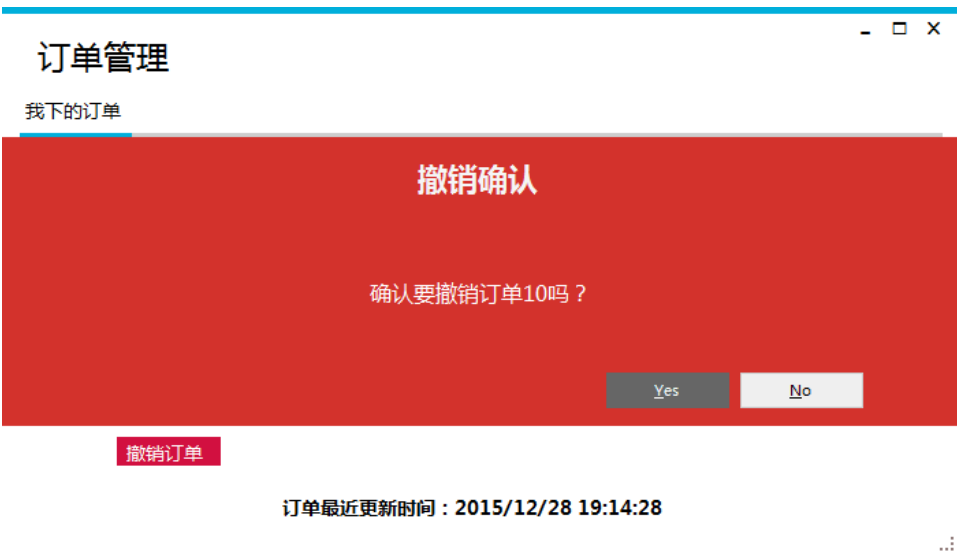 订单管理
我下的订单
撤销确认
确认要撤销订单10吗？
Yes
No
撤销订单
订单最近更新时间：2015/12/28 19:14:28